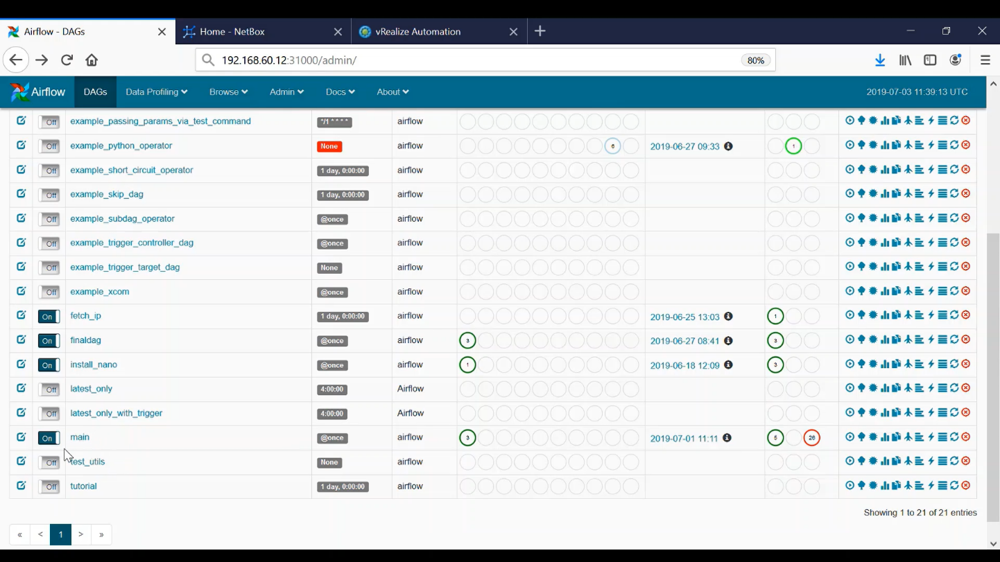 Airflow - DAGs
Home - NetBox
vRealize Automation
192.168.60.12:31000/admin/
80%
Airflow DAGs Data Profiling Browse Admin Docs About 2019-07-03 11:39:13 UTC
Off example_passing_params_via_test_command */1 * * * * airflow
Off example_python_operator None airflow 6 2019-06-27 09:33 1
Off example_short_circuit_operator 1 day, 0:00:00 airflow
Off example_skip_dag 1 day, 0:00:00 airflow
Off example_subdag_operator @once airflow
Off example_trigger_controller_dag @once airflow
Off example_trigger_target_dag None airflow
Off example_xcom @once airflow
On fetch_ip 1 day, 0:00:00 airflow 2019-06-25 13:03 1
On finaldag @once airflow 3 2019-06-27 08:41 3
On install_nano @once airflow 1 2019-06-18 12:09 3
Off latest_only 4:00:00 Airflow
Off latest_only_with_trigger 4:00:00 Airflow
On main @once airflow 3 2019-07-01 11:11 5 26
Off test_utils None airflow
Off tutorial 1 day, 0:00:00 airflow
Showing 1 to 21 of 21 entries
« < 1 > »